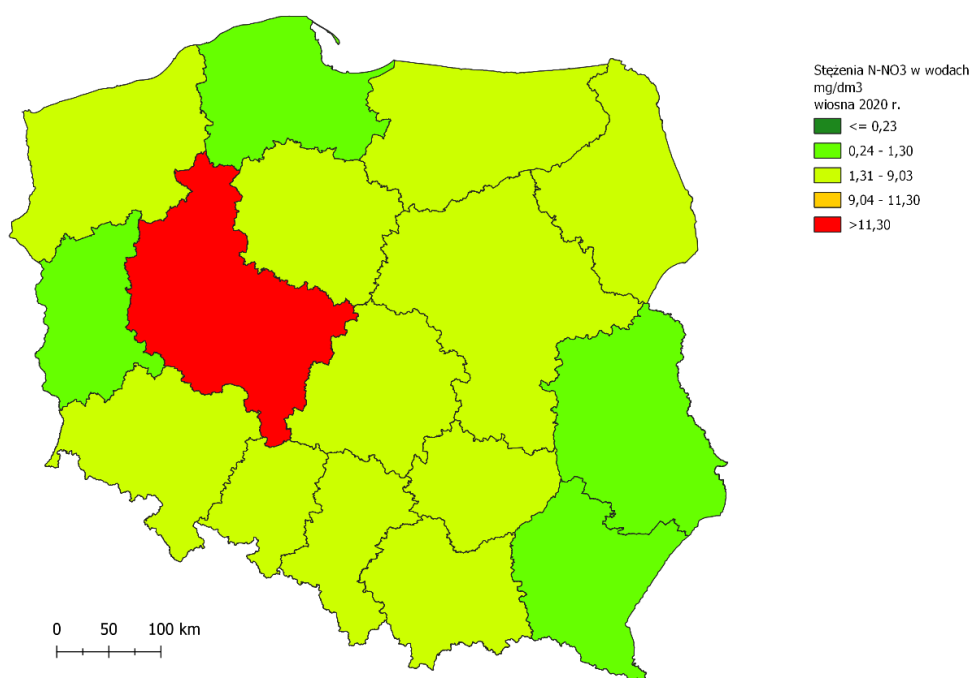 Stężenia N-NO3 w wodach
mg/dm3
wiosna 2020 r.
<= 0,23
0,24 - 1,30
1,31 - 9,03
9,04 - 11,30
>11,30
0 50 100 km